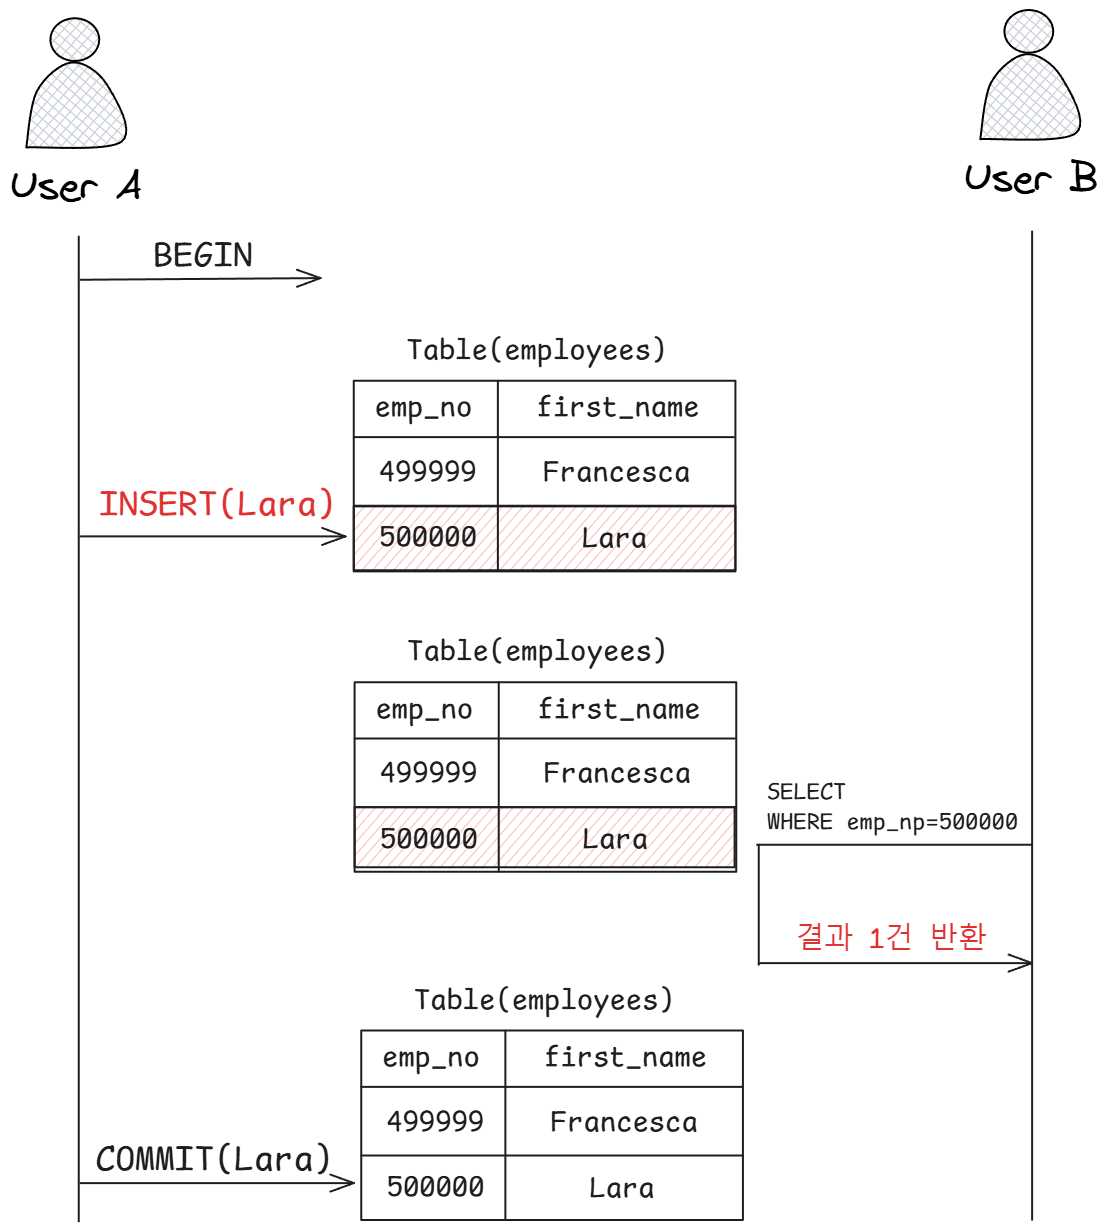 User A
User B
BEGIN
Table(employees)
emp_no first_name
499999 Francesca
INSERT(Lara)
500000 Lara
Table(employees)
emp_no first_name
499999 Francesca
500000 Lara
SELECT
WHERE emp_np=500000
결과 1건 반환
Table(employees)
emp_no first_name
499999 Francesca
COMMIT(Lara)
500000 Lara